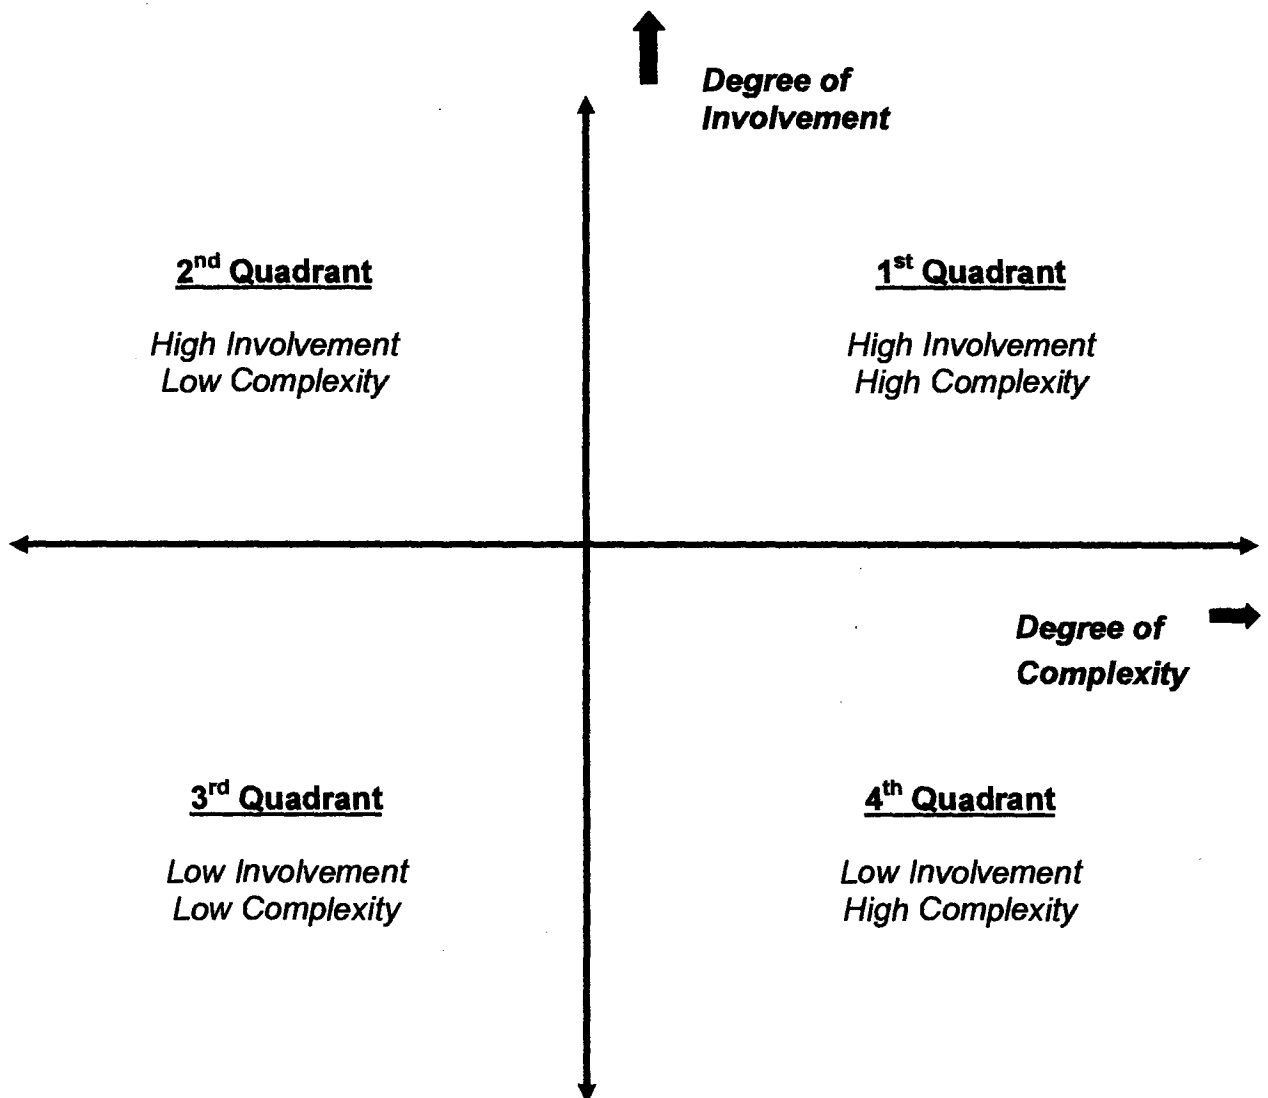 Degree of
Involvement
2nd Quadrant
High Involvement
Low Complexity
1st Quadrant
High Involvement
High Complexity
Degree of
Complexity
3rd Quadrant
Low Involvement
Low Complexity
4th Quadrant
Low Involvement
High Complexity